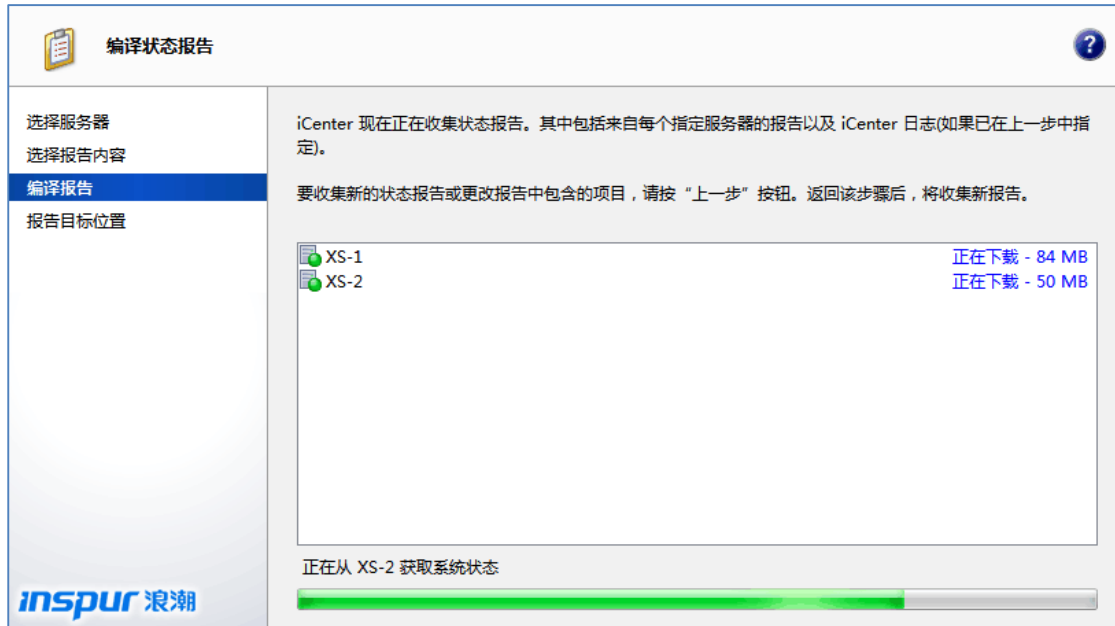 编译状态报告
?
选择服务器
选择报告内容
编译报告
报告目标位置
iCenter 现在正在收集状态报告。其中包括来自每个指定服务器的报告以及 iCenter 日志(如果已在上一步中指
定)。
要收集新的状态报告或更改报告中包含的项目，请按“上一步”按钮。返回该步骤后，将收集新报告。
XS-1 正在下载 - 84 MB
XS-2 正在下载 - 50 MB
正在从 XS-2 获取系统状态
inspur 浪潮